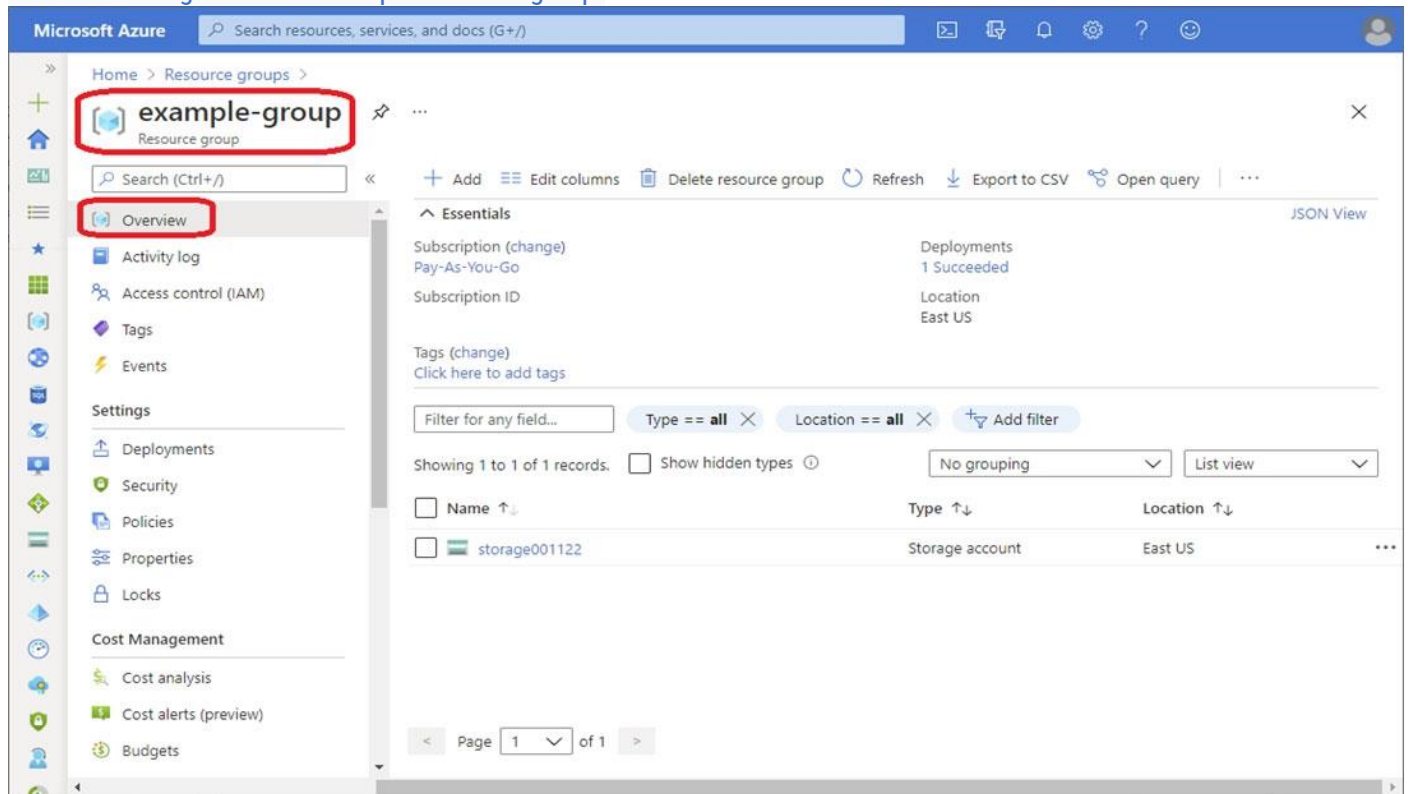 Microsoft Azure
Search resources, services, and docs (G+/)
Home > Resource groups >
example-group
Resource group
Search (Ctrl+/)
+ Add
Edit columns
Delete resource group
Refresh
Export to CSV
Open query
Overview
Activity log
Access control (IAM)
Tags
Events
Settings
Deployments
Security
Policies
Properties
Locks
Cost Management
Cost analysis
Cost alerts (preview)
Budgets
Essentials
JSON View
Subscription (change)
Pay-As-You-Go
Subscription ID
Deployments
1 Succeeded
Location
East US
Tags (change)
Click here to add tags
Filter for any field...
Type == all
Location == all
Add filter
Showing 1 to 1 of 1 records.
Show hidden types
No grouping
List view
Name
Type
Location
storage001122
Storage account
East US
< Page 1 of 1 >